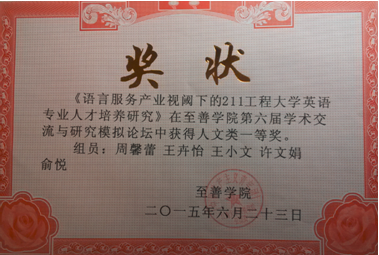 奖状
《语言服务产业视阈下的211工程大学英语
专业人才培养研究》在至善学院第六届学术交
流与研究模拟论坛中获得人文类一等奖。
组员：周馨蕾 王卉怡 王小文 许文娟
俞悦
至善学院
二〇一五年六月二十三日